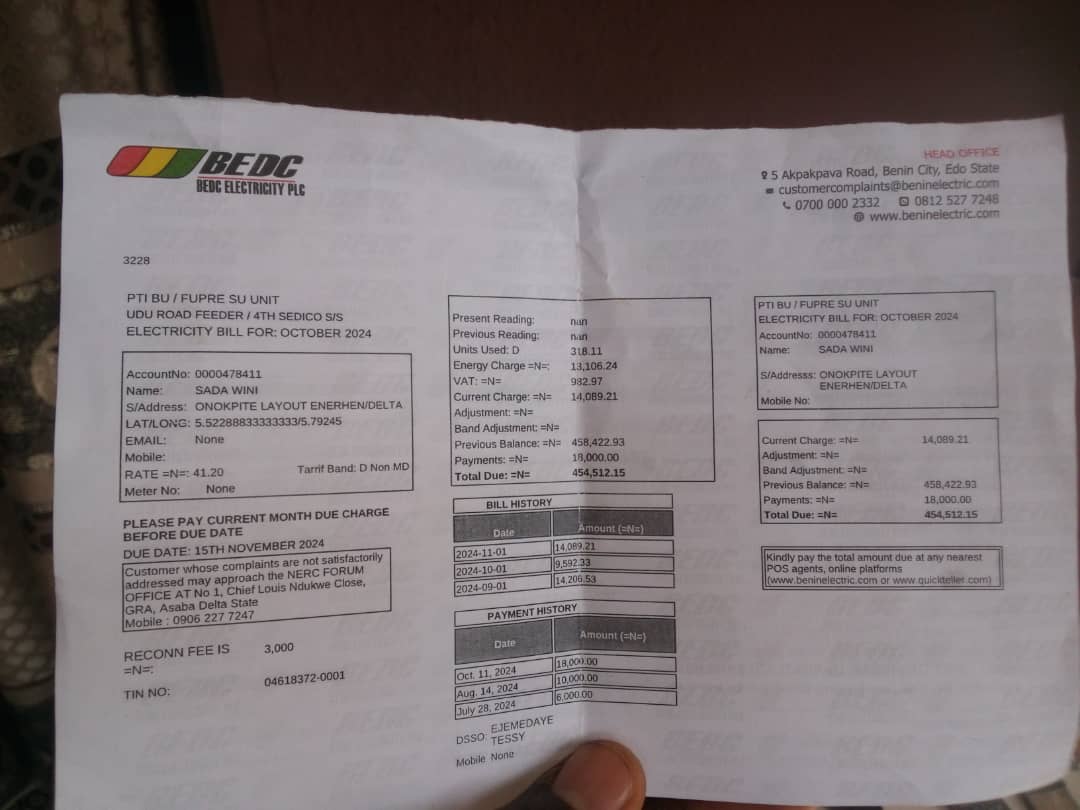 BEDC
BEDC ELECTRICITY PLC
HEAD OFFICE
5 Akpakpava Road, Benin City, Edo State
customercomplaints@beninelectric.com
0700 000 2332 0812 527 7248
www.beninelectric.com
3228
PTI BU / FUPRE SU UNIT
UDU ROAD FEEDER / 4TH SEDICO S/S
ELECTRICITY BILL FOR: OCTOBER 2024
AccountNo: 0000478411
Name: SADA WINI
S/Address: ONOKPITE LAYOUT ENERHEN/DELTA
LAT/LONG: 5.52288833333333/5.79245
EMAIL: None
Mobile:
RATE =N=: 41.20 Tarrif Band: D Non MD
Meter No: None
PLEASE PAY CURRENT MONTH DUE CHARGE
BEFORE DUE DATE
DUE DATE: 15TH NOVEMBER 2024
Customer whose complaints are not satisfactorily
addressed may approach the NERC FORUM
OFFICE AT No 1, Chief Louis Ndukwe Close,
GRA, Asaba Delta State
Mobile : 0906 227 7247
RECONN FEE IS 3,000
=N=:
TIN NO: 04618372-0001
Present Reading: nan
Previous Reading: nan
Units Used: D 318.11
Energy Charge =N=: 13,106.24
VAT: =N= 982.97
Current Charge: =N= 14,089.21
Adjustment: =N=
Band Adjustment: =N=
Previous Balance: =N= 458,422.93
Payments: =N= 18,000.00
Total Due: =N= 454,512.15
BILL HISTORY
Date Amount (=N=)
2024-11-01 14,089.21
2024-10-01 9,592.33
2024-09-01 14,206.53
PAYMENT HISTORY
Date Amount (=N=)
Oct. 11, 2024 18,000.00
Aug. 14, 2024 10,000.00
July 28, 2024 6,000.00
DSSO: EJEMEDAYE
TESSY
Mobile None
PTI BU / FUPRE SU UNIT
ELECTRICITY BILL FOR: OCTOBER 2024
AccountNo: 0000478411
Name: SADA WINI
S/Addresss: ONOKPITE LAYOUT
ENERHEN/DELTA
Mobile No:
Current Charge: =N= 14,089.21
Adjustment: =N=
Band Adjustment: =N=
Previous Balance: =N= 458,422.93
Payments: =N= 18,000.00
Total Due: =N= 454,512.15
Kindly pay the total amount due at any nearest
POS agents, online platforms
(www.beninelectric.com or www.quickteller.com)